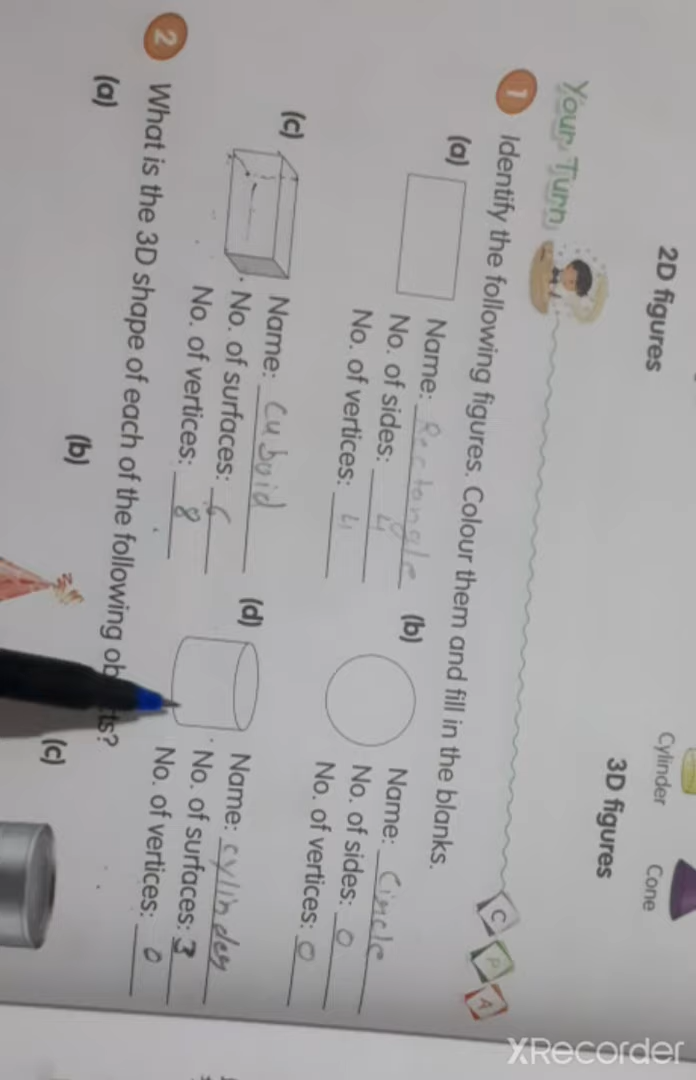 2D figures
3D figures
Cylinder
Cone
Your Turn
C P A
1 Identify the following figures. Colour them and fill in the blanks.
(a)
Name: Rectangle
No. of sides: 4
No. of vertices: 4
(b)
Name: Circle
No. of sides: 0
No. of vertices: 0
(c)
Name: Cuboid
No. of surfaces: 6
No. of vertices: 8
(d)
Name: cylinder
No. of surfaces: 3
No. of vertices: 0
2 What is the 3D shape of each of the following
(a)
(b)
(c)
XRecorder